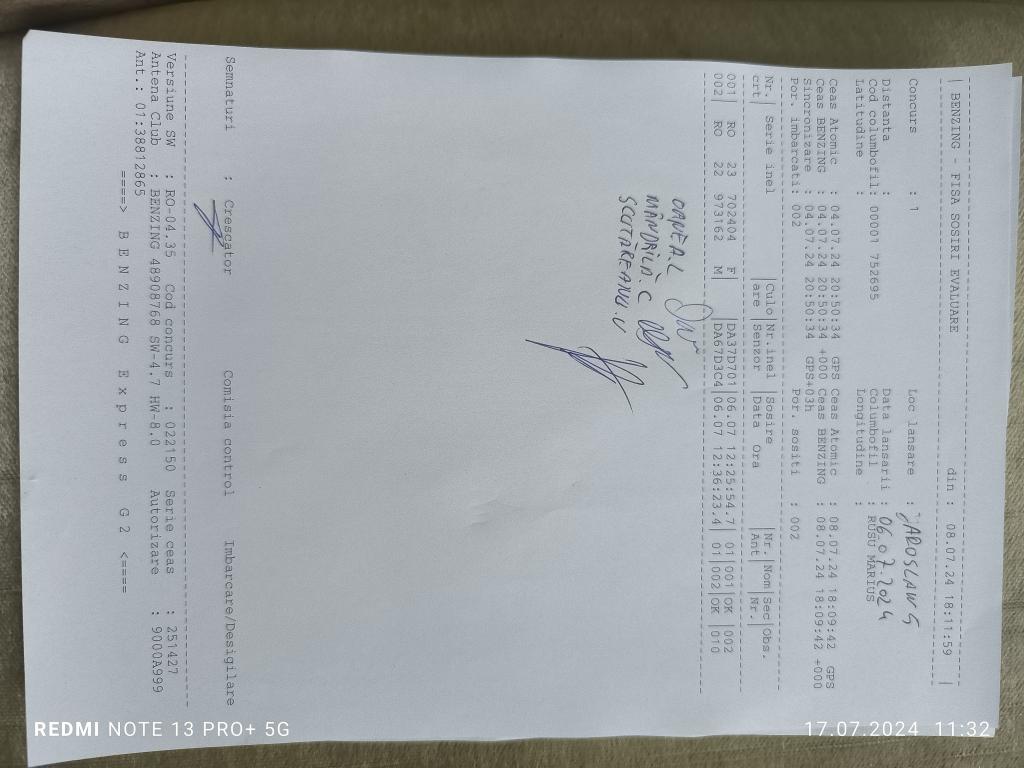 | BENZING - FISA SOSIRI EVALUARE din : 08.07.24 18:11:59 |
Concurs : 1 Loc lansare : JAROSLAW 5
Distanta : Data lansarii : 06.07.2024
Cod columbofil: 00001 752695 Columbofil : RUSU MARIUS
Latitudine : Longitudine :
Ceas Atomic : 04.07.24 20:50:34 GPS Ceas Atomic : 08.07.24 18:09:42 GPS
Ceas BENZING : 04.07.24 20:50:34 +000 Ceas BENZING : 08.07.24 18:09:42 +000
Sincronizare : 04.07.24 20:50:34 GPS+03h
Por. imbarcati: 002 Por. sositi : 002
Nr.| Serie inel |Culo|Nr.inel |Sosire |Nr.|Nom|Sec|Obs.
crt| |are |Senzor |Data Ora |Ant| |Nr.|
001| RO 23 702404 F| |DA37D701|06.07 12:25:54.7| 01|001|OK| 002
002| RO 22 973162 M| |DA67D3C4|06.07 12:36:23.4| 01|002|OK| 010
MÂNDRILĂ.C
Semnaturi : Crescator Comisia control Imbarcare/Desigilare
Versiune SW : RO-04.35 Cod concurs : 022150 Serie ceas : 251427
Antena Club : BENZING 48908768 SW-4.7 HW-8.0 Autorizare : 9000A999
Ant.: 01:38812865
====> B E N Z I N G E x p r e s s G 2 <====
REDMI NOTE 13 PRO+ 5G
17.07.2024 11:32